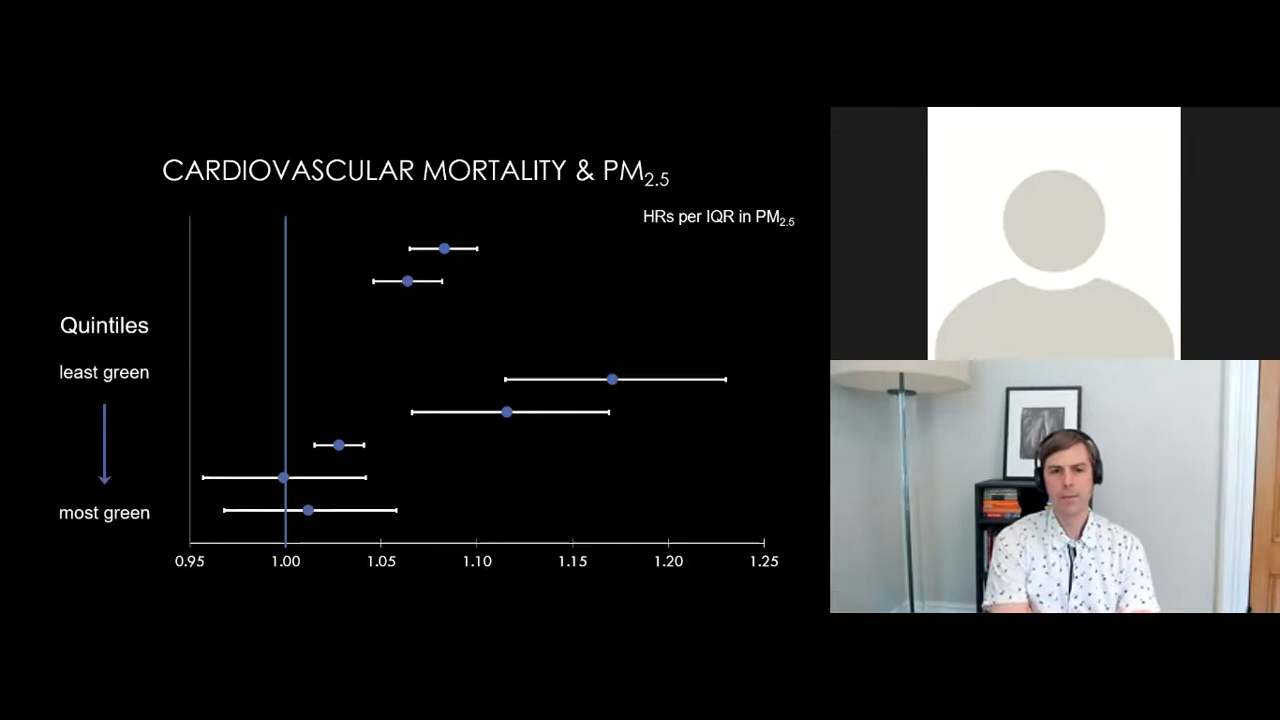 CARDIOVASCULAR MORTALITY & PM2.5
HRs per IQR in PM2.5
Quintiles
least green
most green
0.95 1.00 1.05 1.10 1.15 1.20 1.25